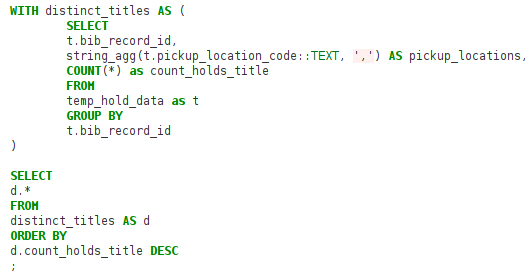 WITH distinct_titles AS (
        SELECT
        t.bib_record_id,
        string_agg(t.pickup_location_code::TEXT, ',') AS pickup_locations,
        COUNT(*) as count_holds_title
        FROM
        temp_hold_data as t
        GROUP BY
        t.bib_record_id
)

SELECT
d.*
FROM
distinct_titles AS d
ORDER BY
d.count_holds_title DESC
;